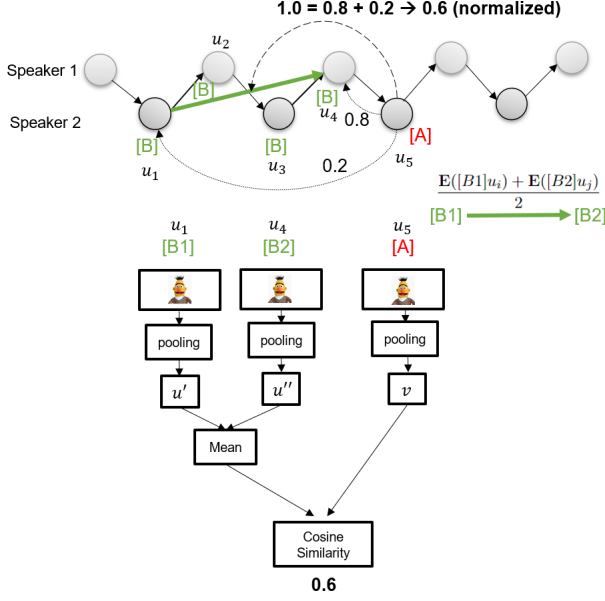 1.0 = 0.8 + 0.2 → 0.6 (normalized)
u₂
Speaker 1
[B]
[B]
u₄
0.8
Speaker 2
[A]
[B]
[B]
0.2
u₁
u₃
u₅
E([B1]uᵢ) + E([B2]uⱼ)
2
[B1]
[B2]
u₁
u₄
u₅
[B1]
[B2]
[A]
pooling
pooling
pooling
u'
u''
v
Mean
Cosine
Similarity
0.6